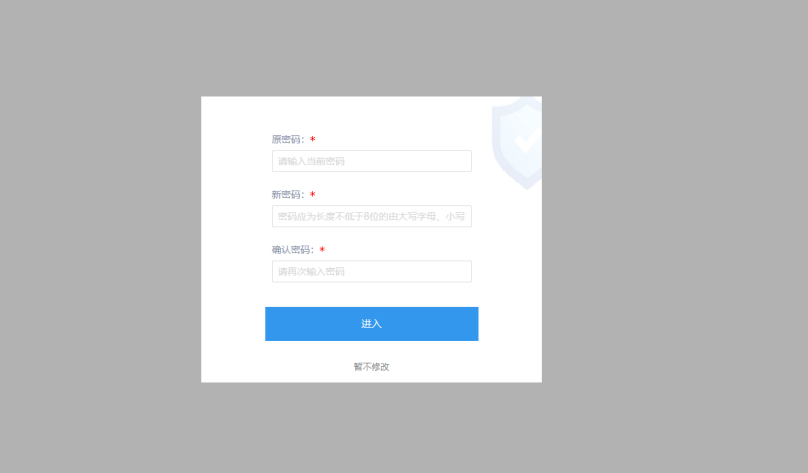 原密码：*
请输入当前密码
新密码：*
密码应为长度不低于8位的由大写字母、小写
确认密码：*
请再次输入密码
进入
暂不修改